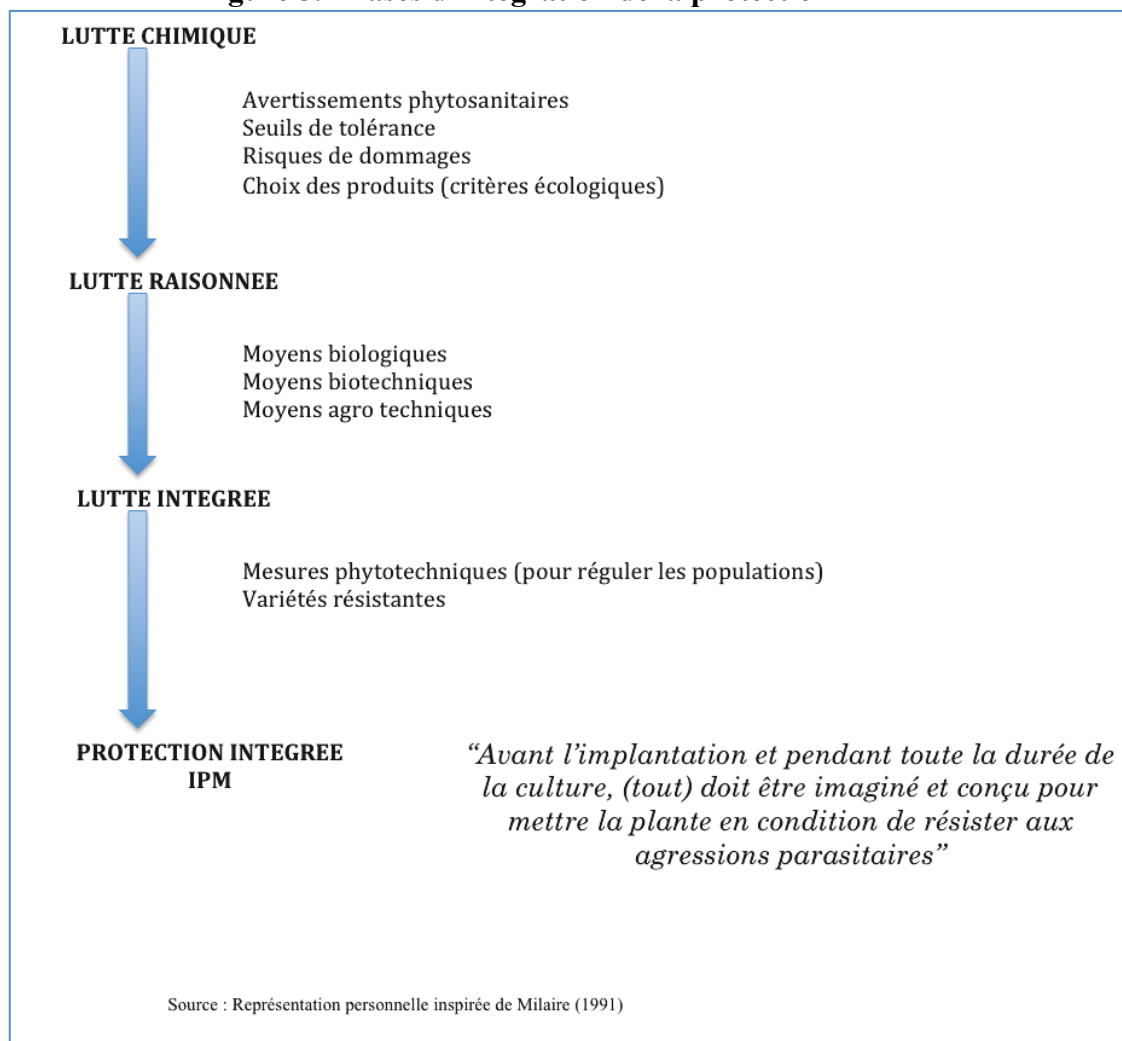 LUTTE CHIMIQUE
Avertissements phytosanitaires
Seuils de tolérance
Risques de dommages
Choix des produits (critères écologiques)
LUTTE RAISONNEE
Moyens biologiques
Moyens biotechniques
Moyens agro techniques
LUTTE INTEGREE
Mesures phytotechniques (pour réguler les populations)
Variétés résistantes
PROTECTION INTEGREE
IPM
“Avant l’implantation et pendant toute la durée de
la culture, (tout) doit être imaginé et conçu pour
mettre la plante en condition de résister aux
agressions parasitaires”
Source : Représentation personnelle inspirée de Milaire (1991)